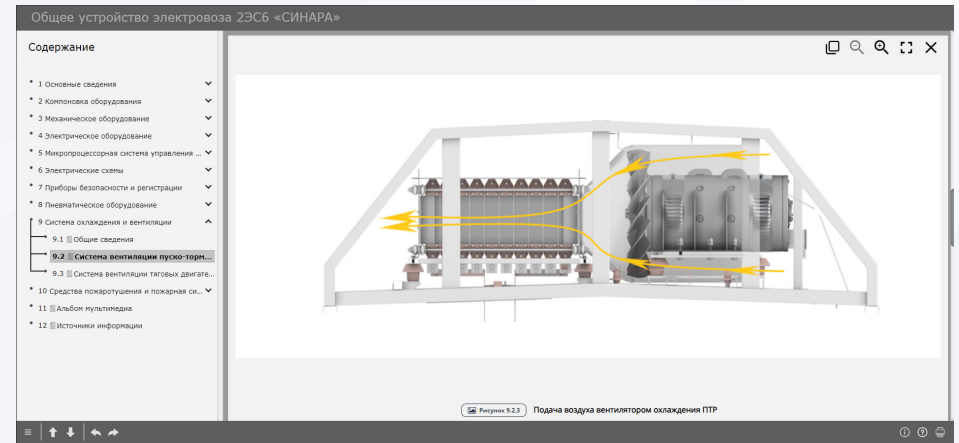 Общее устройство электровоза 2ЭС6 «СИНАРА»
Содержание
1 Основные сведения
2 Компоновка оборудования
3 Механическое оборудование
4 Электрическое оборудование
5 Микропроцессорная система управления ...
6 Электрические схемы
7 Приборы безопасности и регистрации
8 Пневматическое оборудование
9 Система охлаждения и вентиляции
9.1 Общие сведения
9.2 Система вентиляции пуско-торм...
9.3 Система вентиляции тяговых двигате...
10 Средства пожаротушения и пожарная си...
11 Альбом мультимедиа
12 Источники информации
Рисунок 9.2.3 Подача воздуха вентилятором охлаждения ПТР